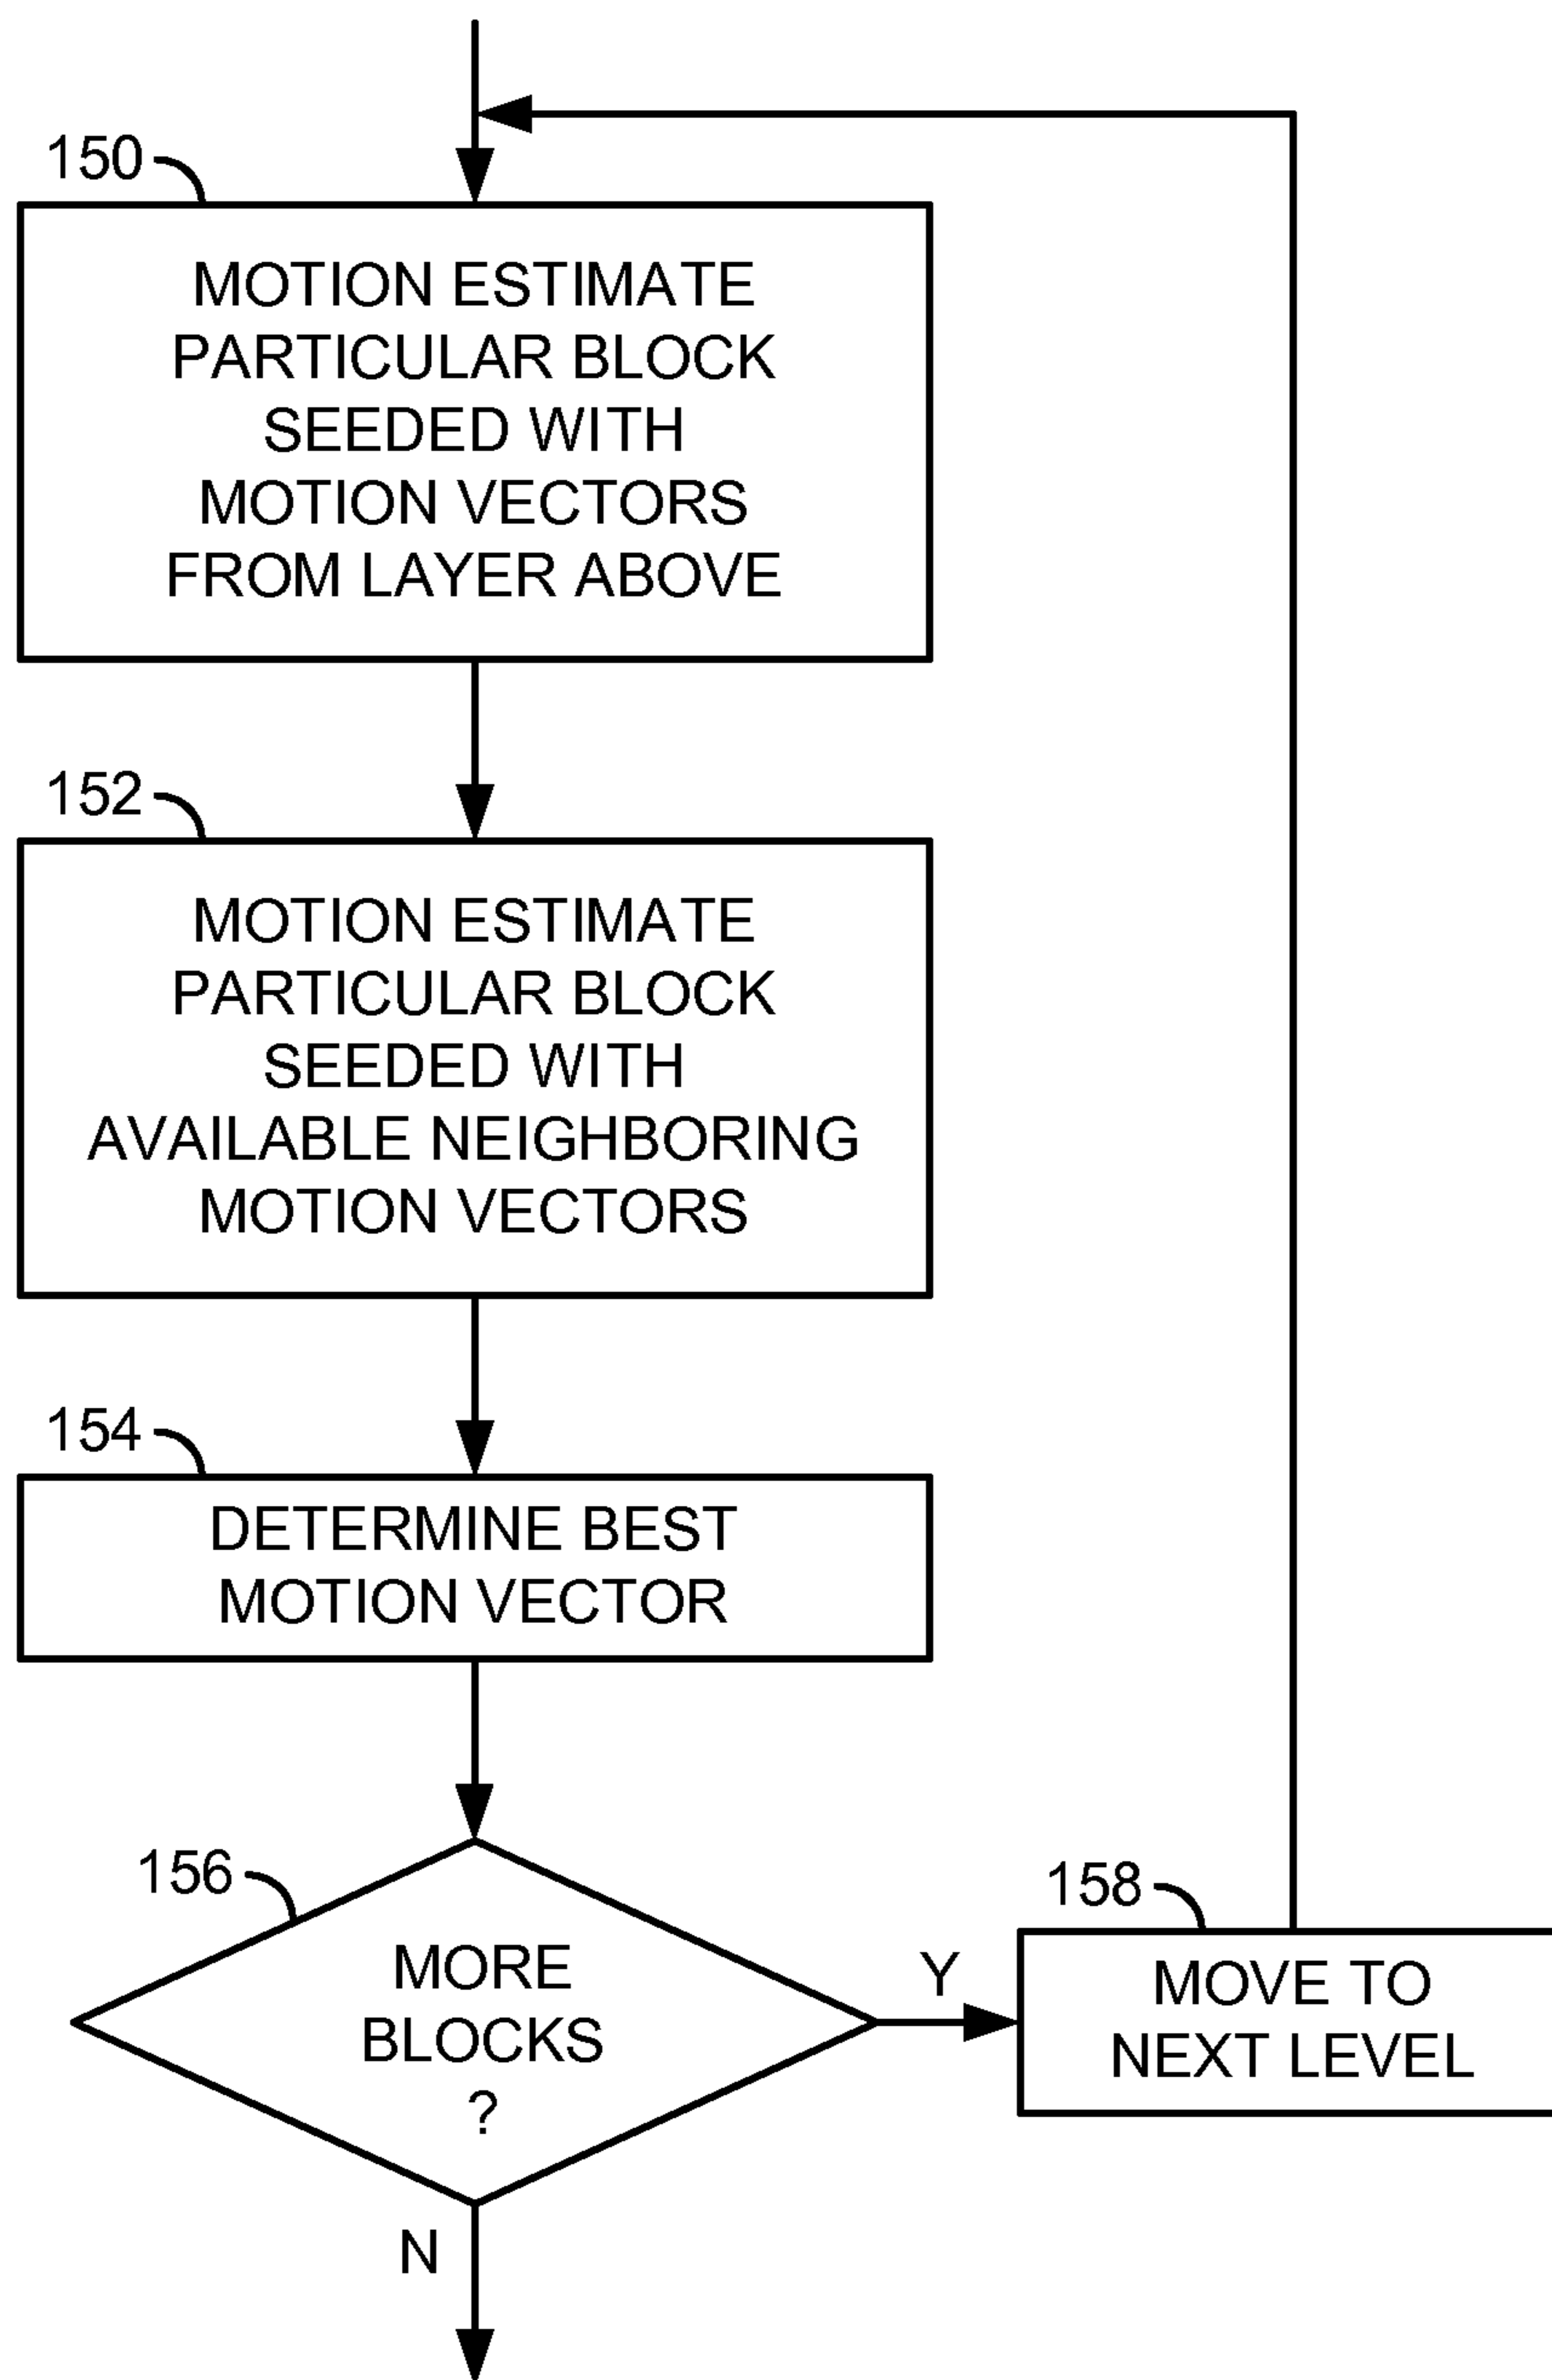 150
MOTION ESTIMATE
PARTICULAR BLOCK
SEEDED WITH
MOTION VECTORS
FROM LAYER ABOVE
152
MOTION ESTIMATE
PARTICULAR BLOCK
SEEDED WITH
AVAILABLE NEIGHBORING
MOTION VECTORS
154
DETERMINE BEST
MOTION VECTOR
156
MORE
BLOCKS
?
Y
158
MOVE TO
NEXT LEVEL
N